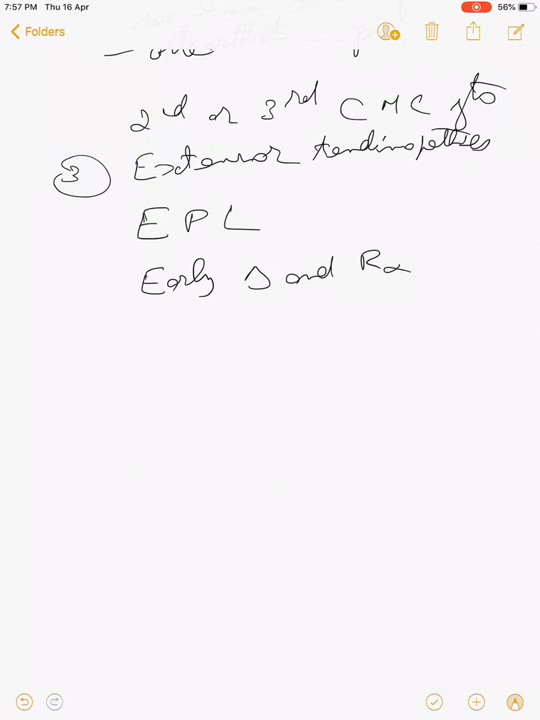 7:57 PM Thu 16 Apr 56%
Folders
2nd or 3rd CMC
3 Extensor tendinopathies
EPL
Early Δ and Rx